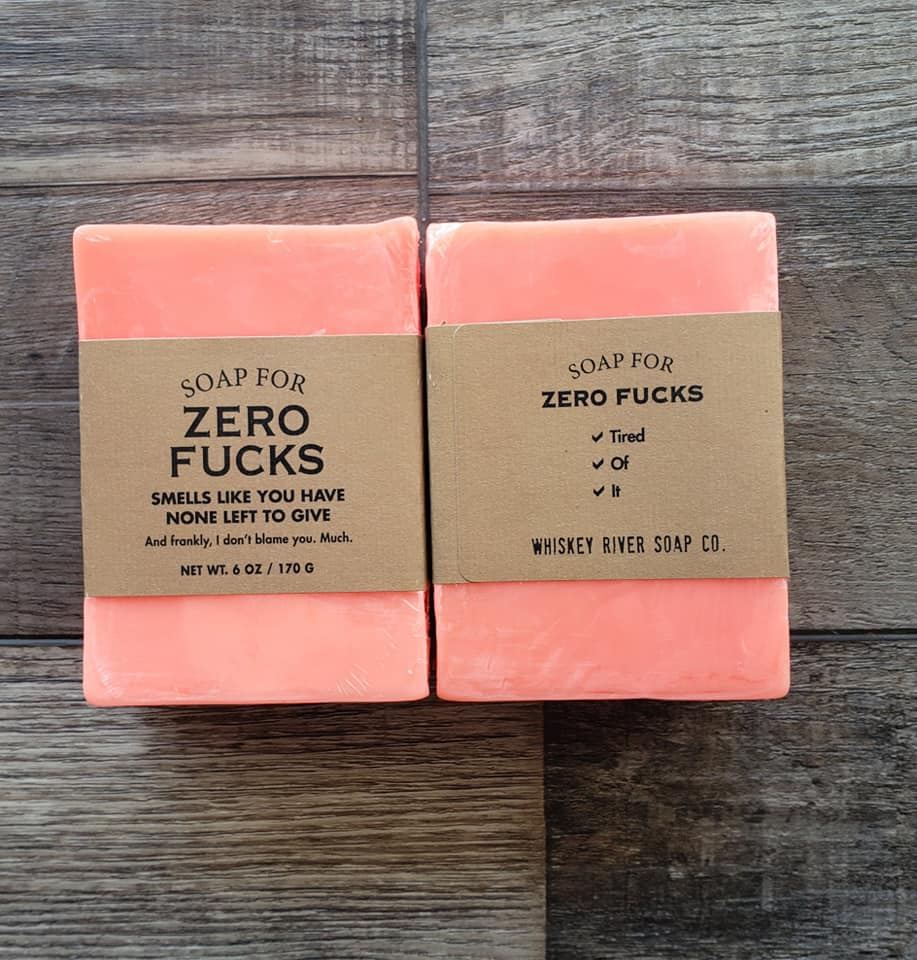 SOAP FOR
ZERO
FUCKS
SMELLS LIKE YOU HAVE
NONE LEFT TO GIVE
And frankly, I don't blame you. Much.
NET WT. 6 OZ / 170 G
SOAP FOR
ZERO FUCKS
✓ Tired
✓ Of
✓ It
WHISKEY RIVER SOAP CO.